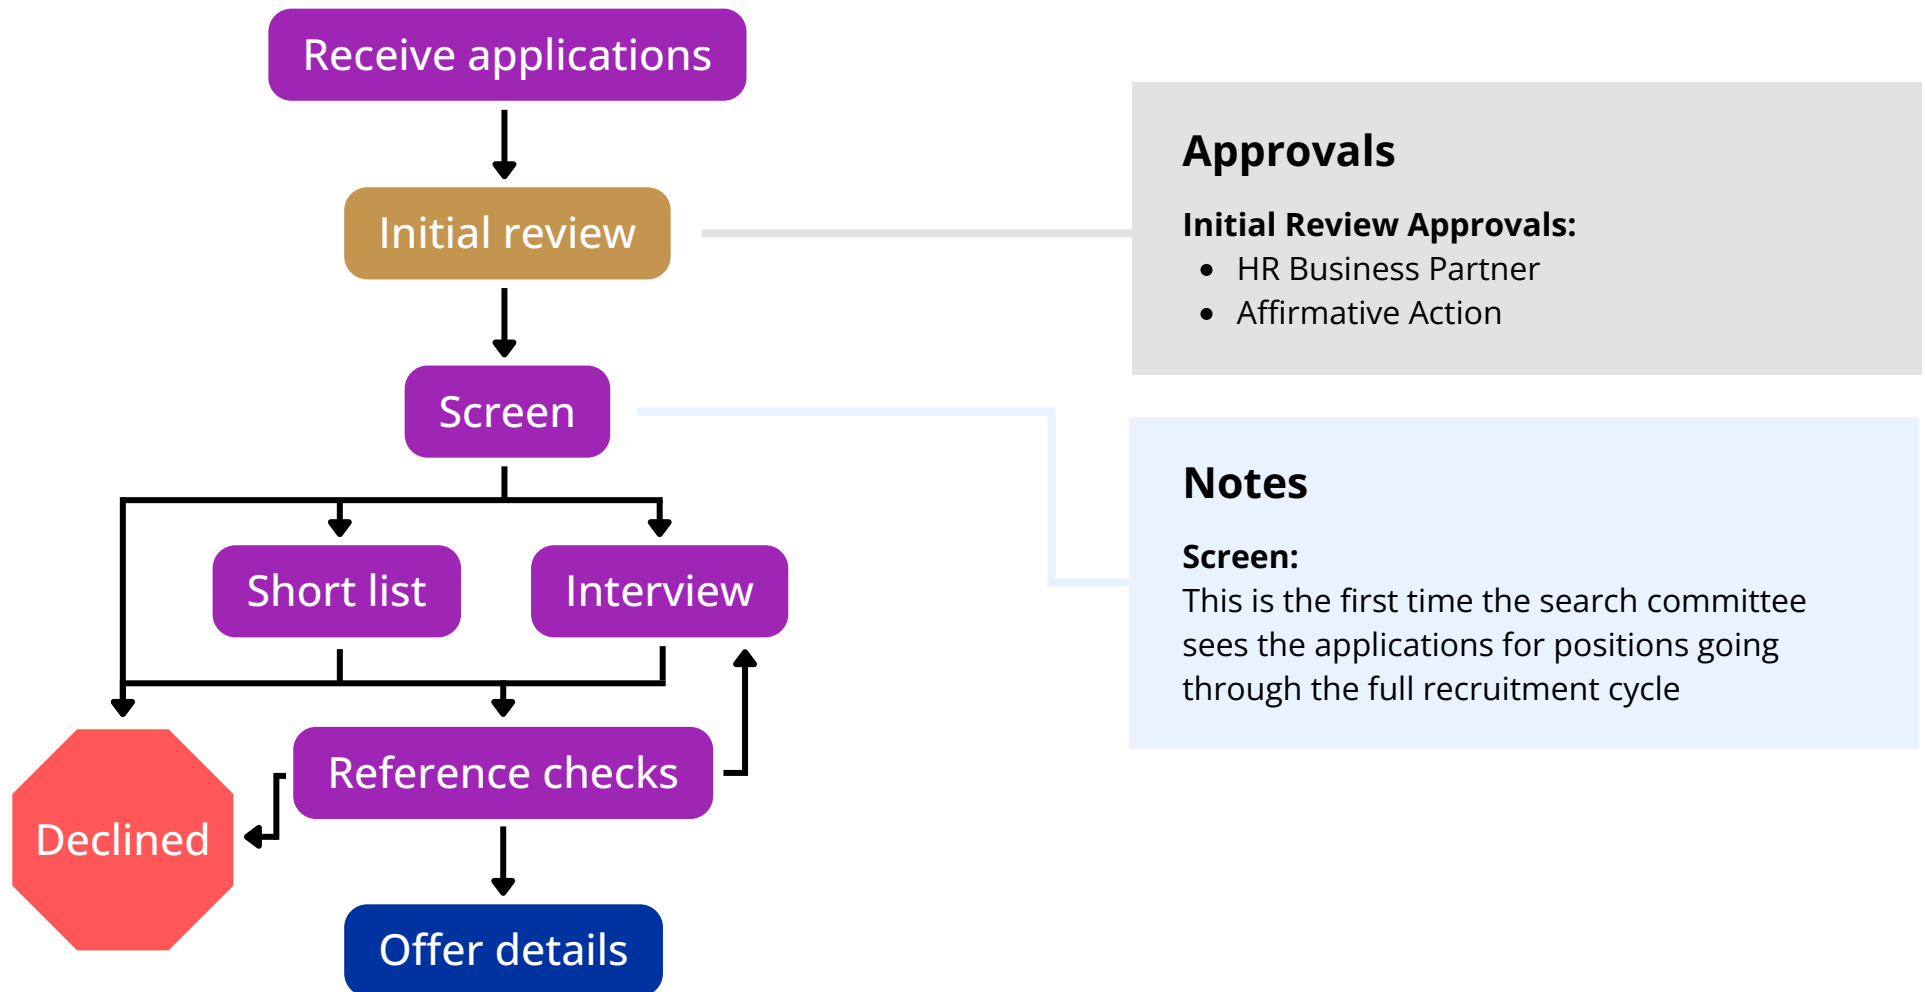 Receive applications
Initial review
Screen
Short list
Interview
Reference checks
Declined
Offer details
Approvals
Initial Review Approvals:
• HR Business Partner
• Affirmative Action
Notes
Screen:
This is the first time the search committee
sees the applications for positions going
through the full recruitment cycle